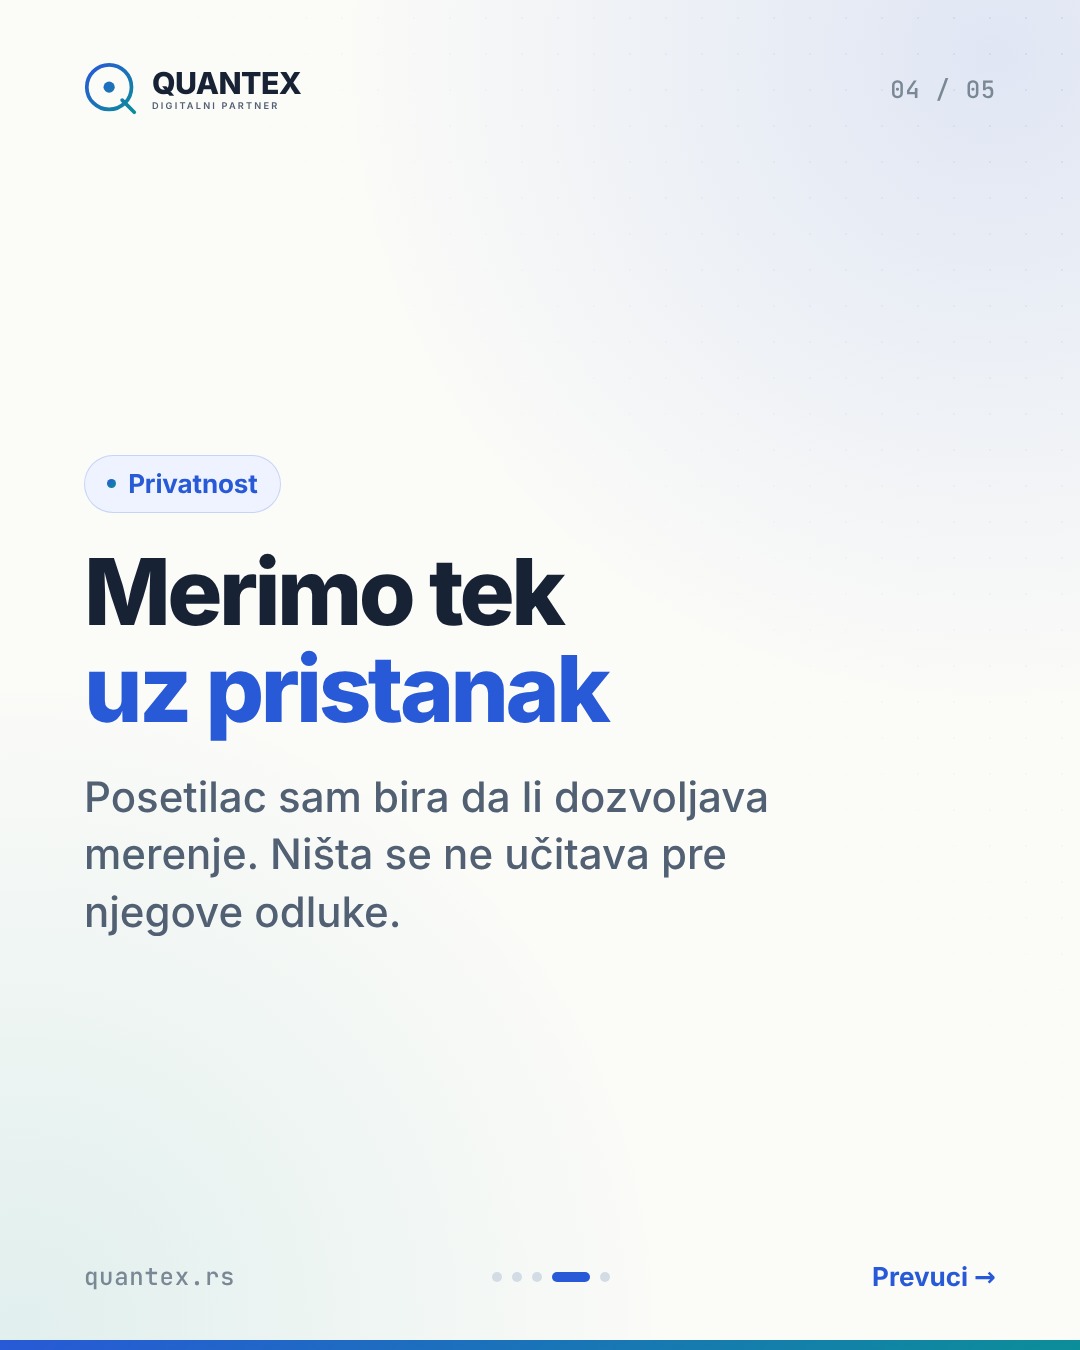 QUANTEX
DIGITALNI PARTNER
04 / 05
Privatnost
Merimo tek
uz pristanak
Posetilac sam bira da li dozvoljava
merenje. Ništa se ne učitava pre
njegove odluke.
quantex.rs
Prevuci →